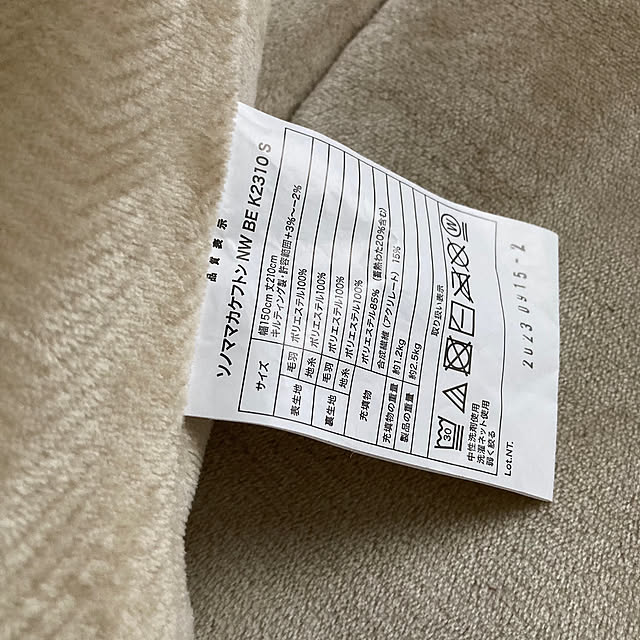 品質表示
ソノママカケフトン NW BE K2310 S
サイズ 幅150cm 丈210cm
キルティング製・許容範囲+3%~-2%
表生地 毛羽 ポリエステル100%
地糸 ポリエステル100%
裏生地 毛羽 ポリエステル100%
地糸 ポリエステル100%
充填物 ポリエステル85%(蓄熱わた20%含む)
合成繊維(アクリレート) 15%
充填物の重量 約1.2kg
製品の重量 約2.5kg
取り扱い表示
30 W
中性洗剤使用
洗濯ネット使用
弱く絞る
Lot.NT. 20230915-2